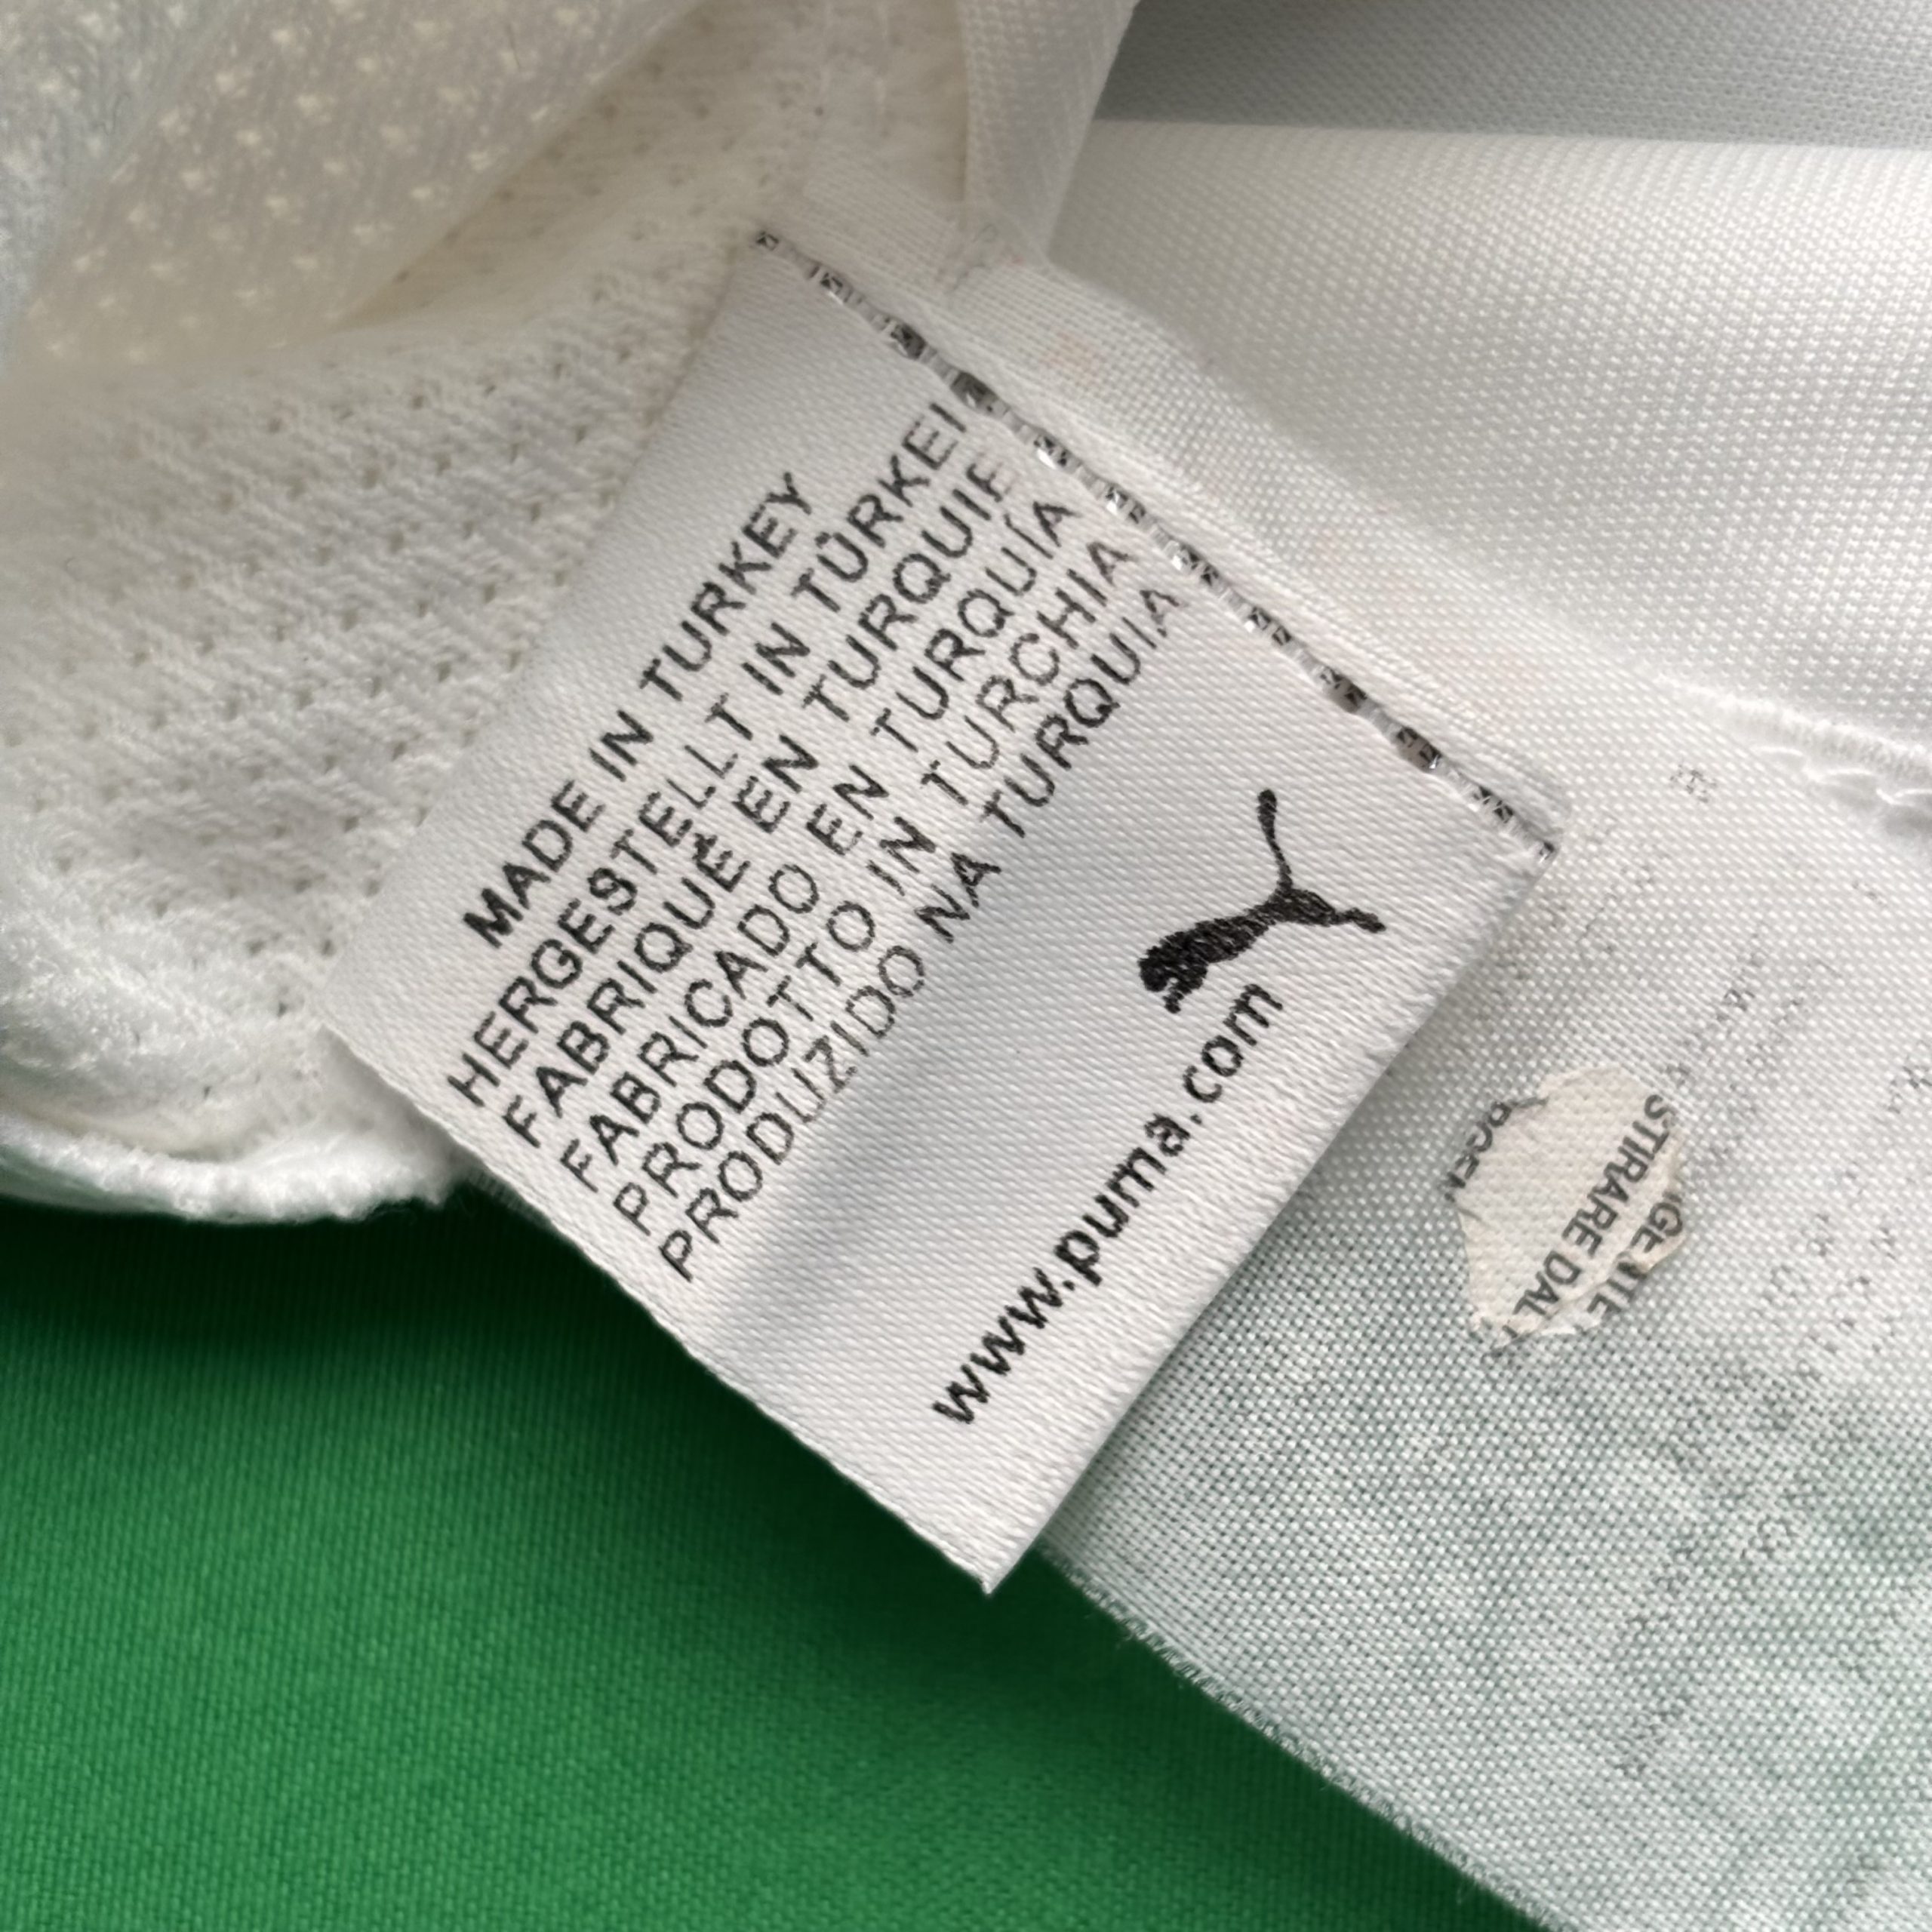 MADE IN TURKEY
HERGESTELLT IN TÜRKEI
FABRIQUÉ EN TURQUIE
FABRICADO EN TURQUÍA
PRODOTTO IN TURCHIA
PRODUZIDO NA TURQUIA
www.puma.com
STIRARE DAL